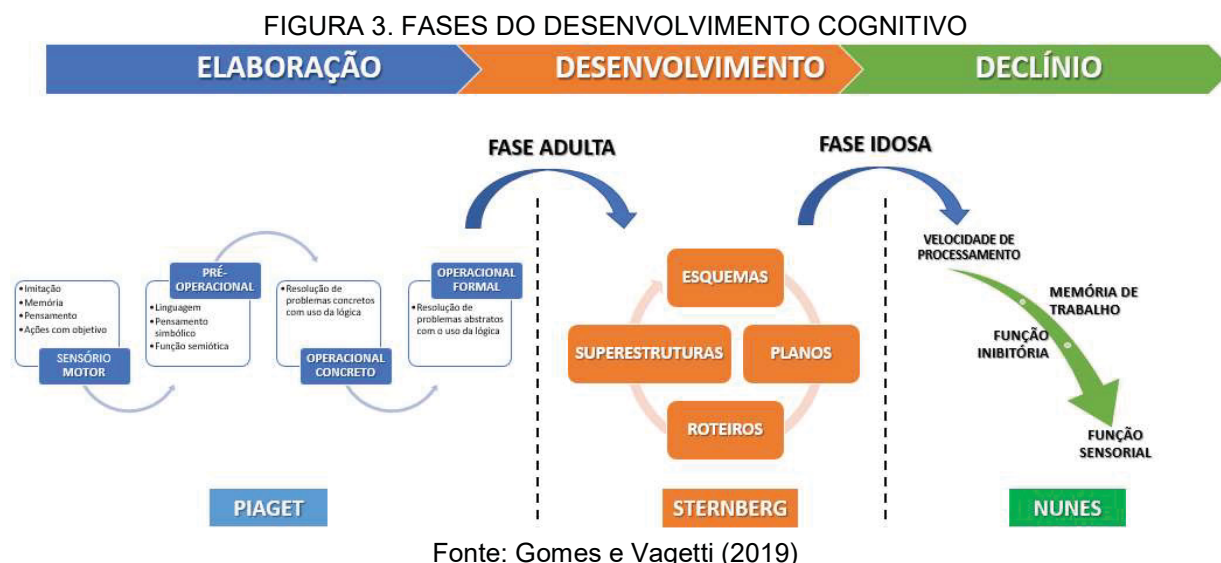 FIGURA 3. FASES DO DESENVOLVIMENTO COGNITIVO
ELABORAÇÃO
DESENVOLVIMENTO
DECLÍNIO
FASE ADULTA
FASE IDOSA
• Imitação
• Memória
• Pensamento
• Ações com objetivo
SENSÓRIO
MOTOR
PRÉ-
OPERACIONAL
• Linguagem
• Pensamento
simbólico
• Função semiótica
• Resolução de
problemas concretos
com uso da lógica
OPERACIONAL
CONCRETO
OPERACIONAL
FORMAL
• Resolução de
problemas abstratos
com o uso da lógica
ESQUEMAS
SUPERESTRUTURAS
PLANOS
ROTEIROS
VELOCIDADE DE
PROCESSAMENTO
MEMÓRIA DE
TRABALHO
FUNÇÃO
INIBITÓRIA
FUNÇÃO
SENSORIAL
PIAGET
STERNBERG
NUNES
Fonte: Gomes e Vagetti (2019)